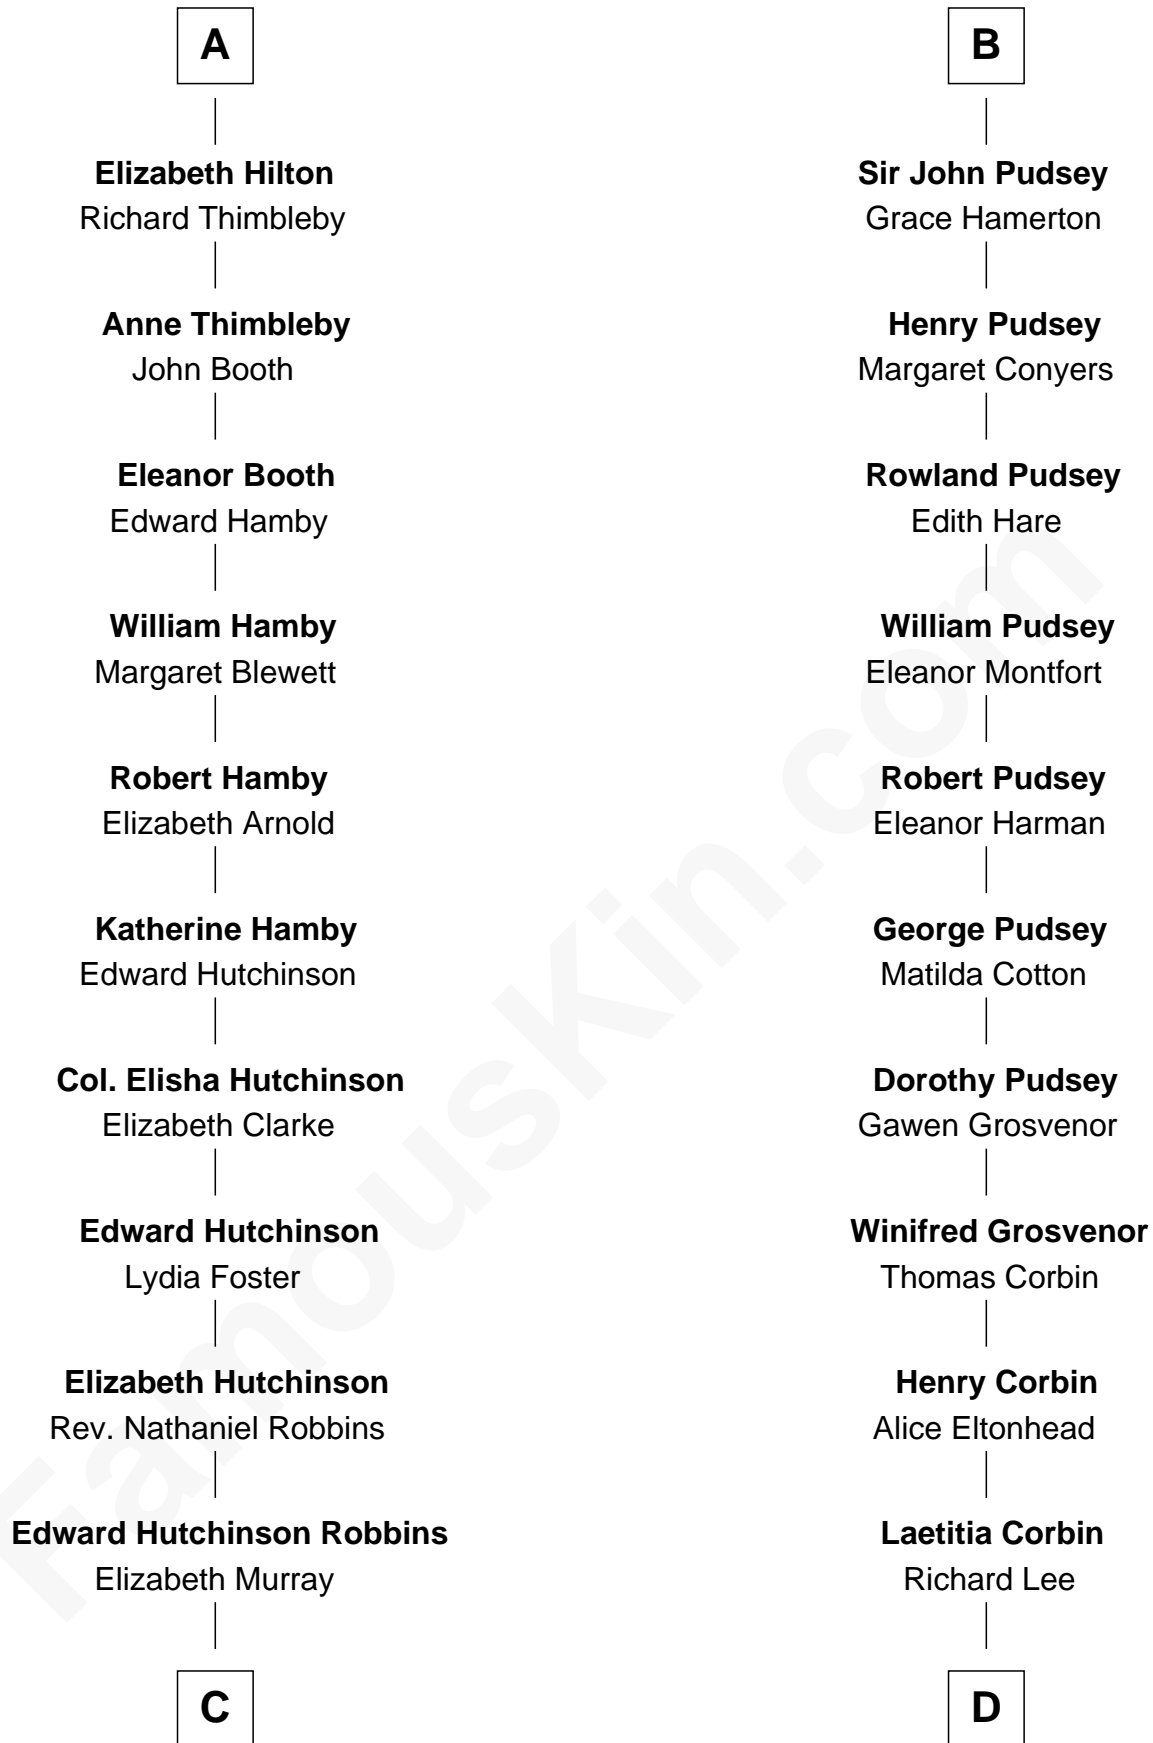 A
Elizabeth Hilton
Richard Thimbleby
Anne Thimbleby
John Booth
Eleanor Booth
Edward Hamby
William Hamby
Margaret Blewett
Robert Hamby
Elizabeth Arnold
Katherine Hamby
Edward Hutchinson
Col. Elisha Hutchinson
Elizabeth Clarke
Edward Hutchinson
Lydia Foster
Elizabeth Hutchinson
Rev. Nathaniel Robbins
Edward Hutchinson Robbins
Elizabeth Murray
C
B
Sir John Pudsey
Grace Hamerton
Henry Pudsey
Margaret Conyers
Rowland Pudsey
Edith Hare
William Pudsey
Eleanor Montfort
Robert Pudsey
Eleanor Harman
George Pudsey
Matilda Cotton
Dorothy Pudsey
Gawen Grosvenor
Winifred Grosvenor
Thomas Corbin
Henry Corbin
Alice Eltonhead
Laetitia Corbin
Richard Lee
D
FamousKin.com